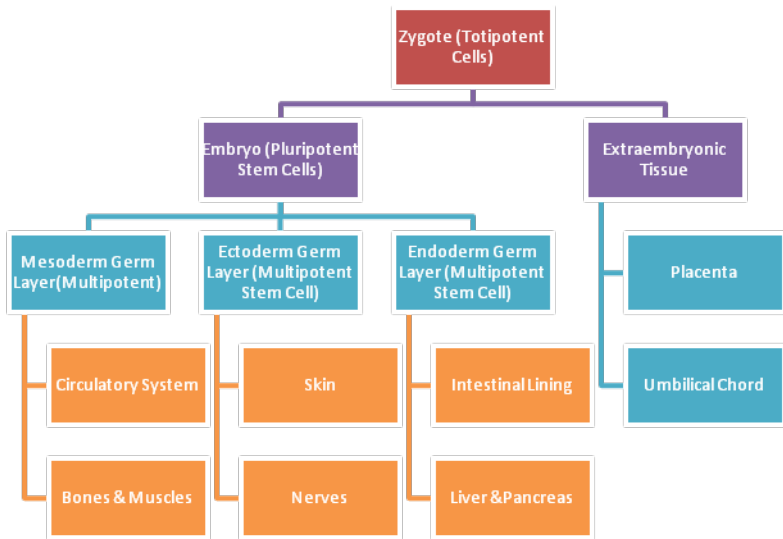 Zygote (Totipotent
Cells)
Embryo (Pluripotent
Stem Cells)
Extraembryonic
Tissue
Mesoderm Germ
Layer(Multipotent)
Ectoderm Germ
Layer (Multipotent
Stem Cell)
Endoderm Germ
Layer (Multipotent
Stem Cell)
Placenta
Circulatory System
Skin
Intestinal Lining
Umbilical Chord
Bones & Muscles
Nerves
Liver &Pancreas